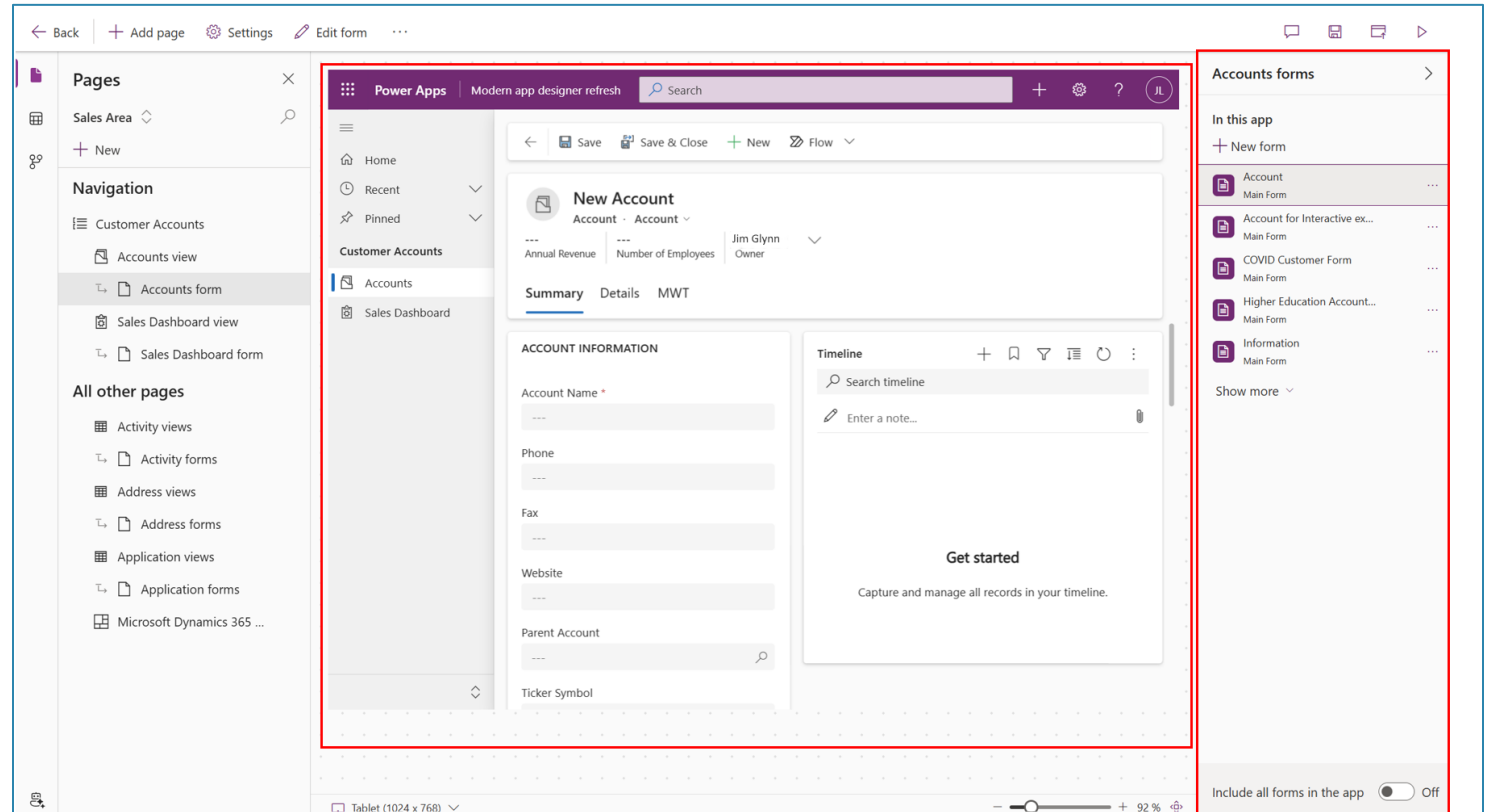 Back
Add page
Settings
Edit form
...
Pages
Sales Area
New
Navigation
Customer Accounts
Accounts view
Accounts form
Sales Dashboard view
Sales Dashboard form
All other pages
Activity views
Activity forms
Address views
Address forms
Application views
Application forms
Microsoft Dynamics 365 ...
Power Apps
Modern app designer refresh
Search
JL
Home
Recent
Pinned
Customer Accounts
Accounts
Sales Dashboard
Save
Save & Close
New
Flow
New Account
Account · Account
---
Annual Revenue
---
Number of Employees
Jim Glynn
Owner
Summary
Details
MWT
ACCOUNT INFORMATION
Account Name *
---
Phone
---
Fax
---
Website
---
Parent Account
---
Ticker Symbol
Timeline
Search timeline
Enter a note...
Get started
Capture and manage all records in your timeline.
Tablet (1024 x 768)
92 %
Accounts forms
In this app
New form
Account
Main Form
Account for Interactive ex...
Main Form
COVID Customer Form
Main Form
Higher Education Account...
Main Form
Information
Main Form
Show more
Include all forms in the app
Off